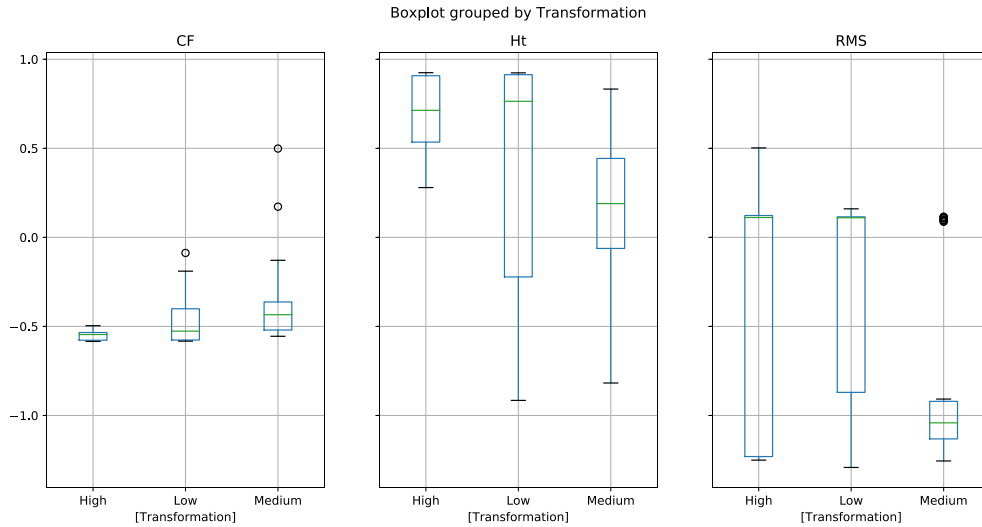 Boxplot grouped by Transformation
CF
Ht
RMS
1.0
0.5
0.0
−0.5
−1.0
High Low Medium
[Transformation]
High Low Medium
[Transformation]
High Low Medium
[Transformation]